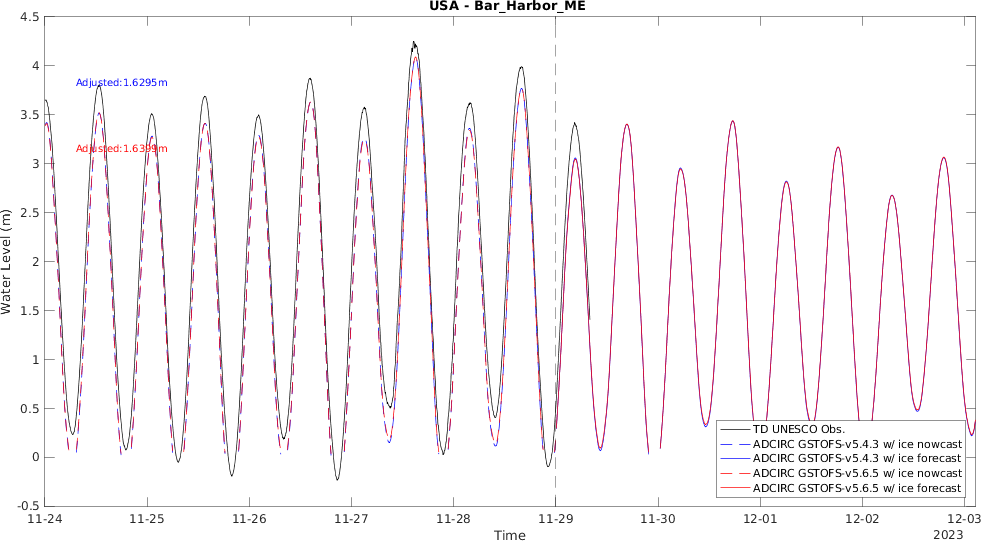 USA - Bar_Harbor_ME
4.5
4
3.5
3
2.5
2
1.5
1
0.5
0
-0.5
Water Level (m)
Adjusted:1.6295m
Adjusted:1.6399m
TD UNESCO Obs.
ADCIRC GSTOFS-v5.4.3 w/ ice nowcast
ADCIRC GSTOFS-v5.4.3 w/ ice forecast
ADCIRC GSTOFS-v5.6.5 w/ ice nowcast
ADCIRC GSTOFS-v5.6.5 w/ ice forecast
11-24 11-25 11-26 11-27 11-28 11-29 11-30 12-01 12-02 12-03
Time
2023